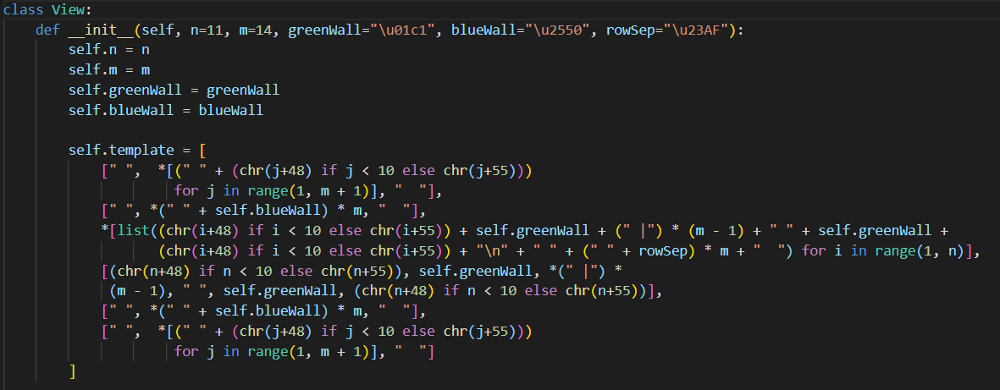 class View:
    def __init__(self, n=11, m=14, greenWall="\u01c1", blueWall="\u2550", rowSep="\u23AF"):
        self.n = n
        self.m = m
        self.greenWall = greenWall
        self.blueWall = blueWall

        self.template = [
            [" ",  *[(" " + (chr(j+48) if j < 10 else chr(j+55)))
                     for j in range(1, m + 1)], "  "],
            [" ", *(" " + self.blueWall) * m, "  "],
            *[list((chr(i+48) if i < 10 else chr(i+55)) + self.greenWall + (" |") * (m - 1) + " " + self.greenWall +
                   (chr(i+48) if i < 10 else chr(i+55)) + "\n" + " " + (" " + rowSep) * m + "  ") for i in range(1, n)],
            [(chr(n+48) if n < 10 else chr(n+55)), self.greenWall, *(" |") *
             (m - 1), " ", self.greenWall, (chr(n+48) if n < 10 else chr(n+55))],
            [" ", *(" " + self.blueWall) * m, "  "],
            [" ",  *[(" " + (chr(j+48) if j < 10 else chr(j+55)))
                     for j in range(1, m + 1)], "  "]
        ]